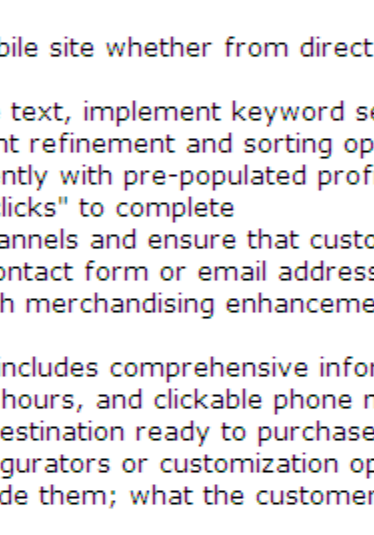 bile site whether from direct
text, implement keyword se
nt refinement and sorting op
ently with pre-populated prof
licks" to complete
annels and ensure that custo
ontact form or email address
h merchandising enhanceme
includes comprehensive infor
hours, and clickable phone n
estination ready to purchase
gurators or customization op
de them; what the customer